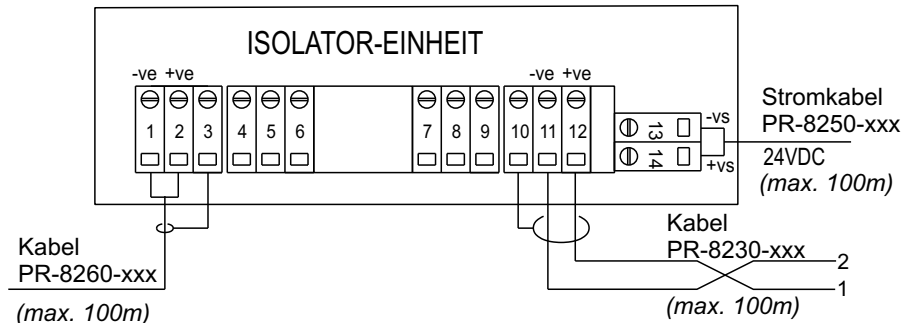 ISOLATOR-EINHEIT
-ve +ve
-ve +ve
1 2 3 4 5 6 7 8 9 10 11 12
13
14
-vs
+vs
Stromkabel
PR-8250-xxx
24VDC
(max. 100m)
Kabel
PR-8260-xxx
(max. 100m)
Kabel
PR-8230-xxx
2
1
(max. 100m)